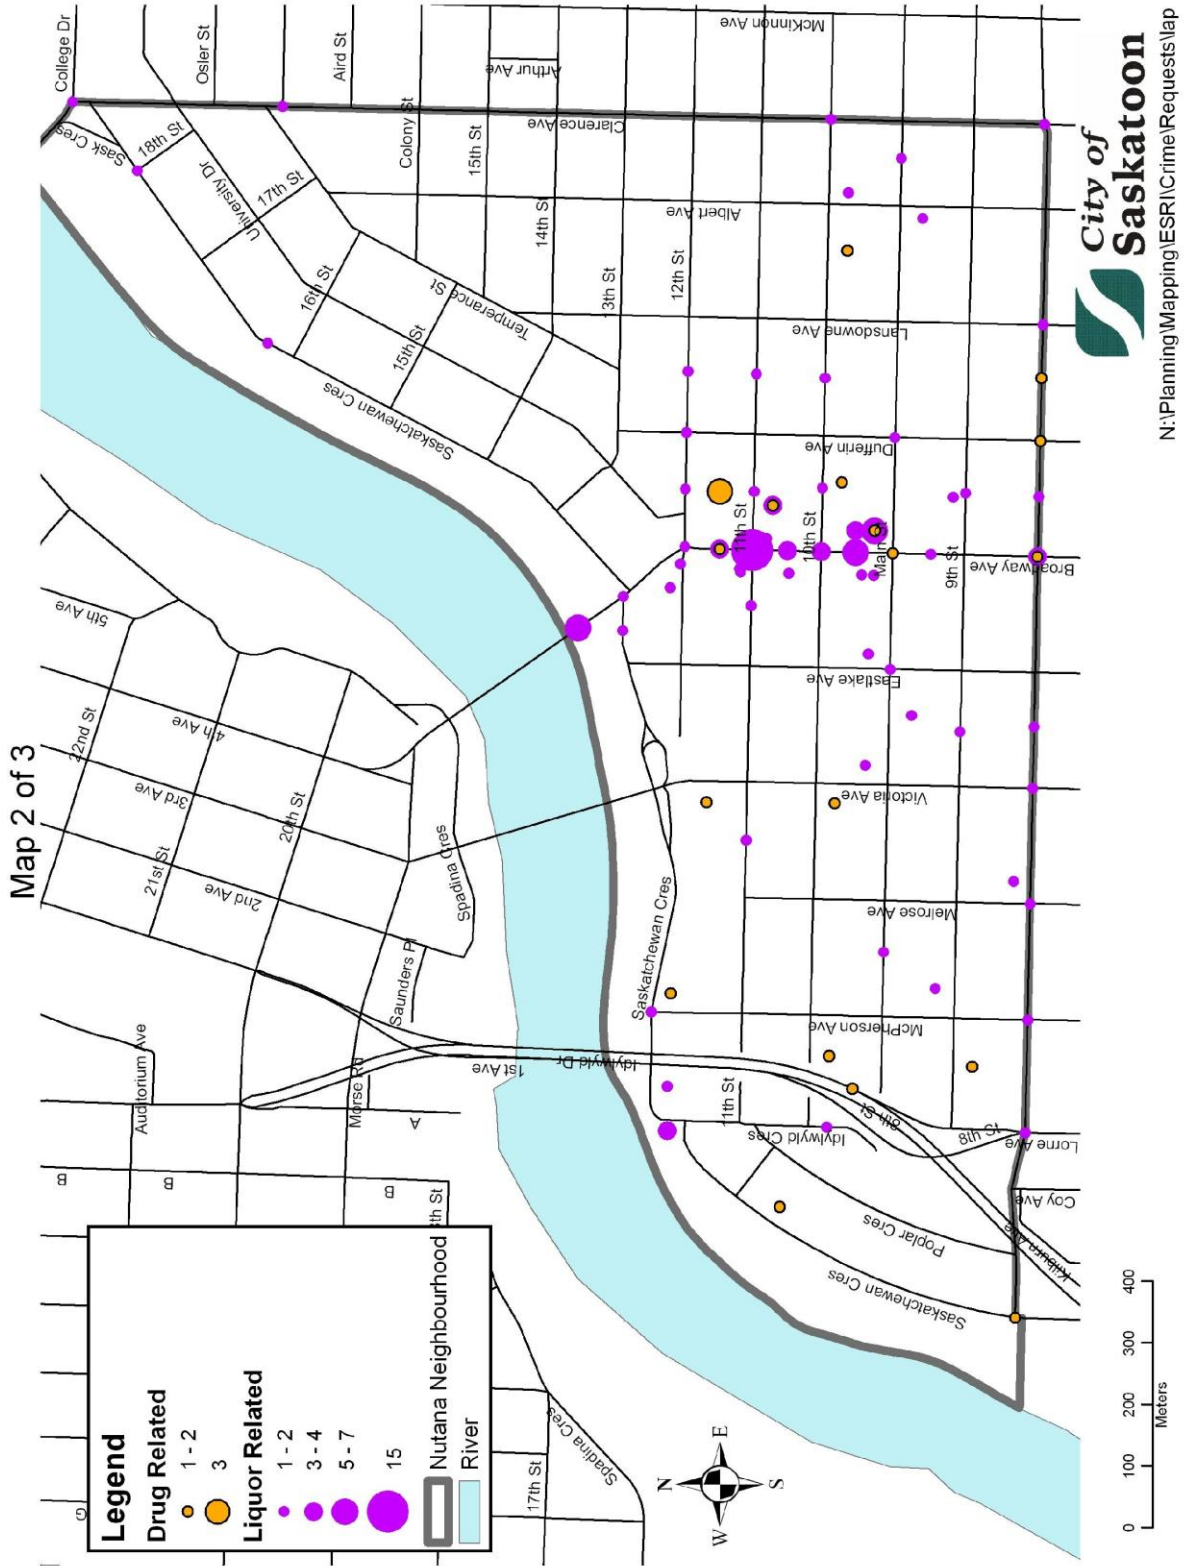 Map 2 of 3
Legend
Drug Related
1 - 2
3
Liquor Related
1 - 2
3 - 4
5 - 7
15
Nutana Neighbourhood
River
College Dr
Osler St
Aird St
Arthur Ave
McKinnon Ave
Sask Cres
18th St
University Dr
17th St
Colony St
15th St
Clarence Ave
14th St
Albert Ave
16th St
Temperance St
15th St
Saskatchewan Cres
12th St
Lansdowne Ave
Dufferin Ave
11th St
10th St
9th St
Broadway Ave
Eastlake Ave
5th Ave
22nd St
4th Ave
3rd Ave
20th St
21st St
2nd Ave
Spadina Cres
Victoria Ave
Saskatchewan Cres
Melrose Ave
Saunders Pl
McPherson Ave
Auditorium Ave
Morse Rd
1st Ave
Idylwyld Dr
A
11th St
8th St
Idylwyld Cres
8th St
Lorne Ave
B
B
B
Coy Ave
Poplar Cres
Kilburn Ave
Saskatchewan Cres
Spadina Cres
17th St
G
N
W
E
S
0
100
200
300
400
Meters
City of
Saskatoon
N:\Planning\Mapping\ESRI\Crime\Requests\lap